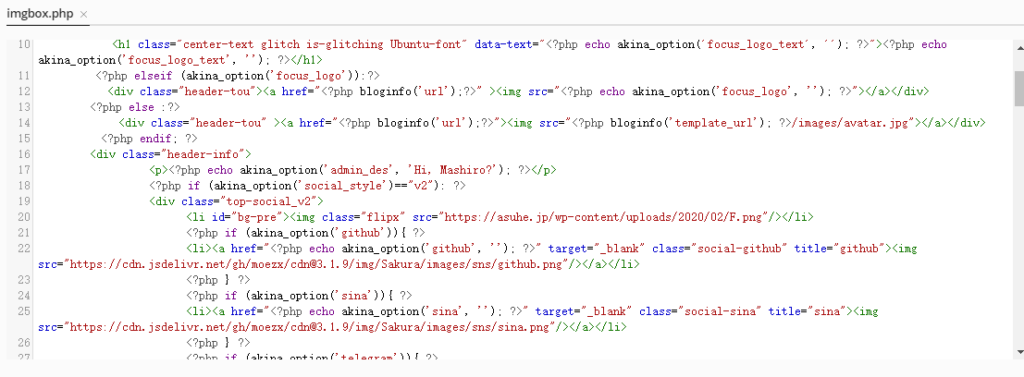 imgbox.php ×
10 <h1 class="center-text glitch is-glitching Ubuntu-font" data-text="<?php echo akina_option('focus_logo_text', ''); ?>"><?php echo
akina_option('focus_logo_text', ''); ?></h1>
11 <?php elseif (akina_option('focus_logo')):?>
12 <div class="header-tou"><a href="<?php bloginfo('url');?>" ><img src="<?php echo akina_option('focus_logo', ''); ?>"></a></div>
13 <?php else :?>
14 <div class="header-tou" ><a href="<?php bloginfo('url');?>"><img src="<?php bloginfo('template_url'); ?>/images/avatar.jpg"></a></div>
15 <?php endif; ?>
16 <div class="header-info">
17 <p><?php echo akina_option('admin_des', 'Hi, Mashiro?'); ?></p>
18 <?php if (akina_option('social_style')=="v2"): ?>
19 <div class="top-social_v2">
20 <li id="bg-pre"><img class="flipx" src="https://asuhe.jp/wp-content/uploads/2020/02/F.png"/></li>
21 <?php if (akina_option('github')){ ?>
22 <li><a href="<?php echo akina_option('github', ''); ?>" target="_blank" class="social-github" title="github"><img
src="https://cdn.jsdelivr.net/gh/moezx/cdn@3.1.9/img/Sakura/images/sns/github.png"/></a></li>
23 <?php } ?>
24 <?php if (akina_option('sina')){ ?>
25 <li><a href="<?php echo akina_option('sina', ''); ?>" target="_blank" class="social-sina" title="sina"><img
src="https://cdn.jsdelivr.net/gh/moezx/cdn@3.1.9/img/Sakura/images/sns/sina.png"/></a></li>
26 <?php } ?>
27 <?php if (akina_option('telegram')){ ?>